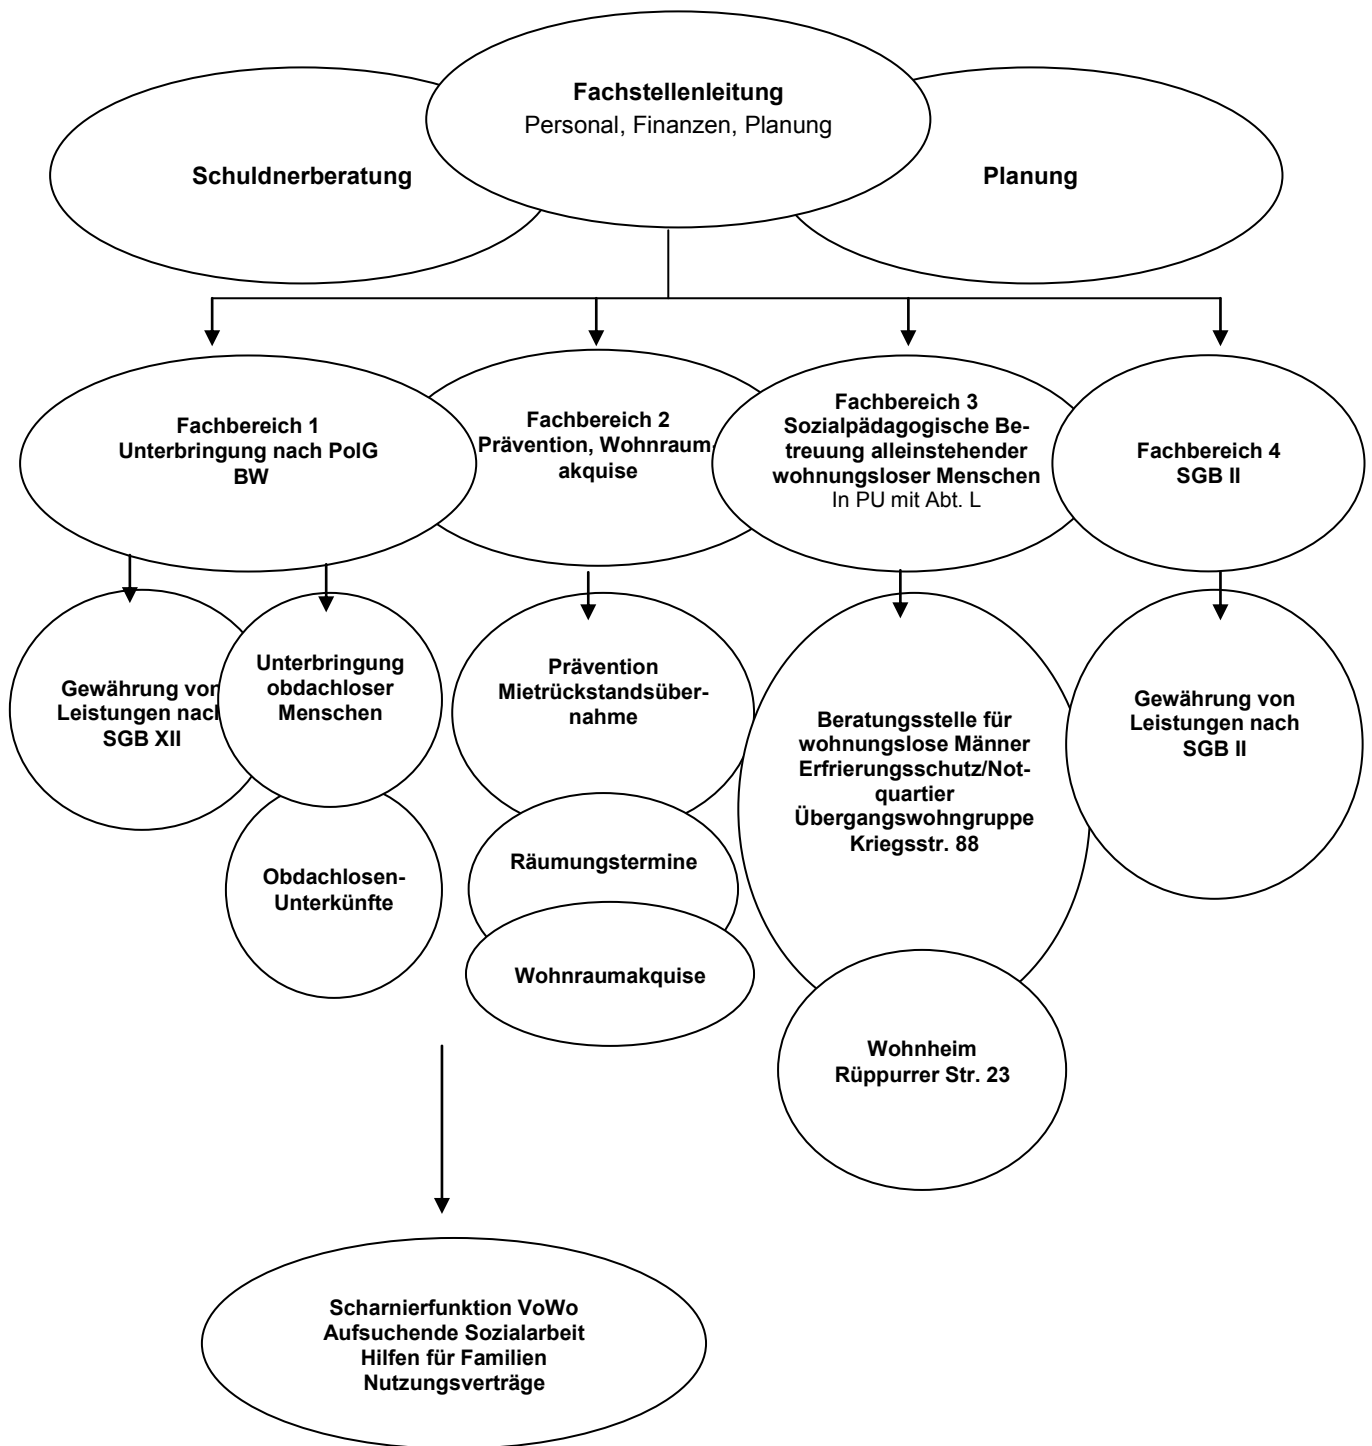 Fachstellenleitung
Personal, Finanzen, Planung
Schuldnerberatung
Planung
Fachbereich 1
Unterbringung nach PolG
BW
Fachbereich 2
Prävention, Wohnraum
akquise
Fachbereich 3
Sozialpädagogische Be-
treuung alleinstehender
wohnungsloser Menschen
In PU mit Abt. L
Fachbereich 4
SGB II
Gewährung von
Leistungen nach
SGB XII
Unterbringung
obdachloser
Menschen
Obdachlosen-
Unterkünfte
Prävention
Mietrückstandsüber-
nahme
Räumungstermine
Wohnraumakquise
Beratungsstelle für
wohnungslose Männer
Erfrierungsschutz/Not-
quartier
Übergangswohngruppe
Kriegsstr. 88
Wohnheim
Rüppurrer Str. 23
Gewährung von
Leistungen nach
SGB II
Scharnierfunktion VoWo
Aufsuchende Sozialarbeit
Hilfen für Familien
Nutzungsverträge